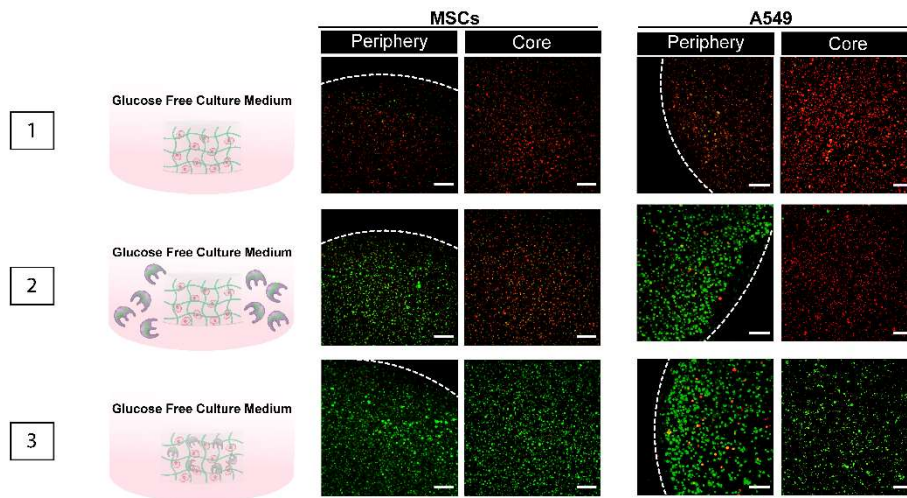 MSCs A549
Periphery Core Periphery Core
1 Glucose Free Culture Medium
2 Glucose Free Culture Medium
3 Glucose Free Culture Medium